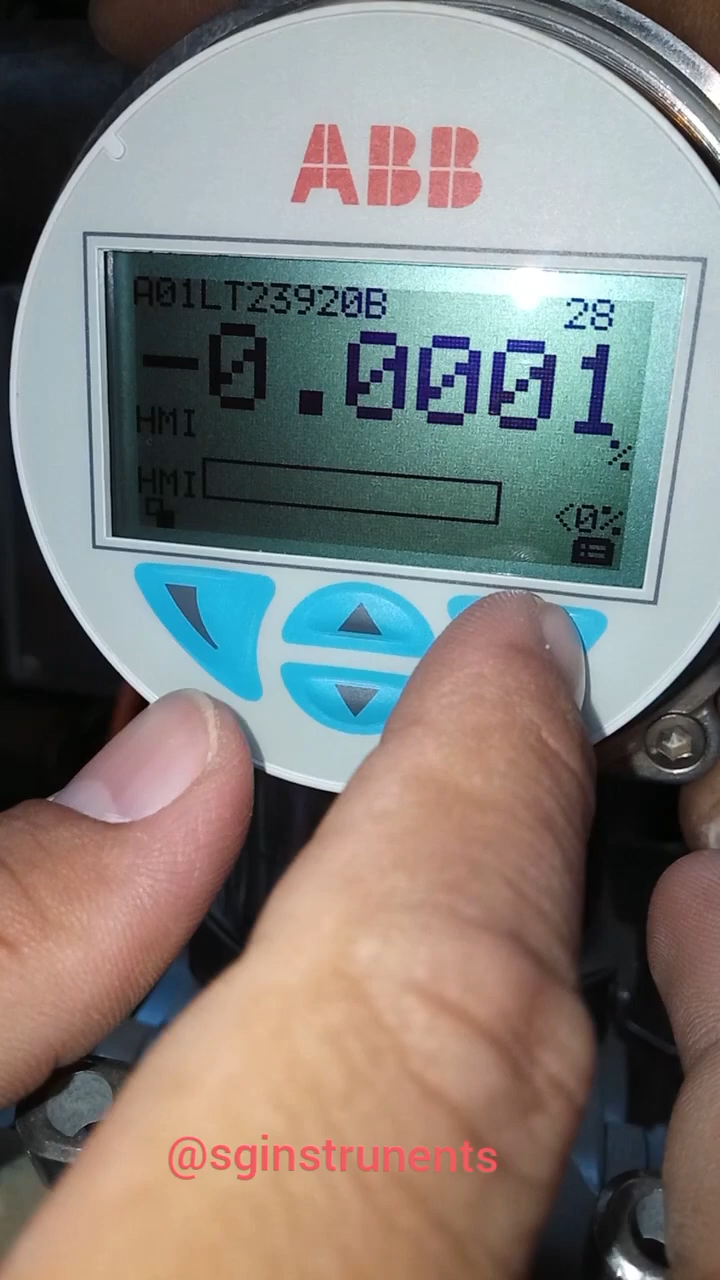 ABB
A01LT23920B 28
-0.0001
HMI
%
HMI
<0%
@sginstrunents